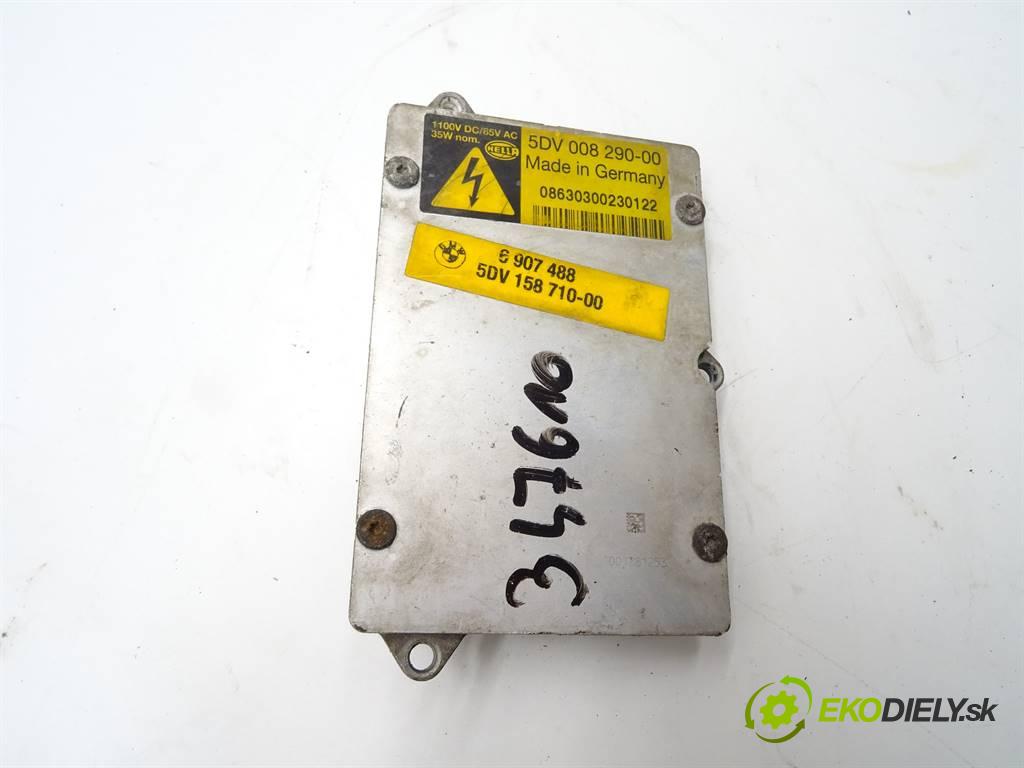 1100V DC/85V AC
35W nom.
HELLA
5DV 008 290-00
Made in Germany
08630300230122
BMW
6 907 488
5DV 158 710-00
EKODIELY.sk